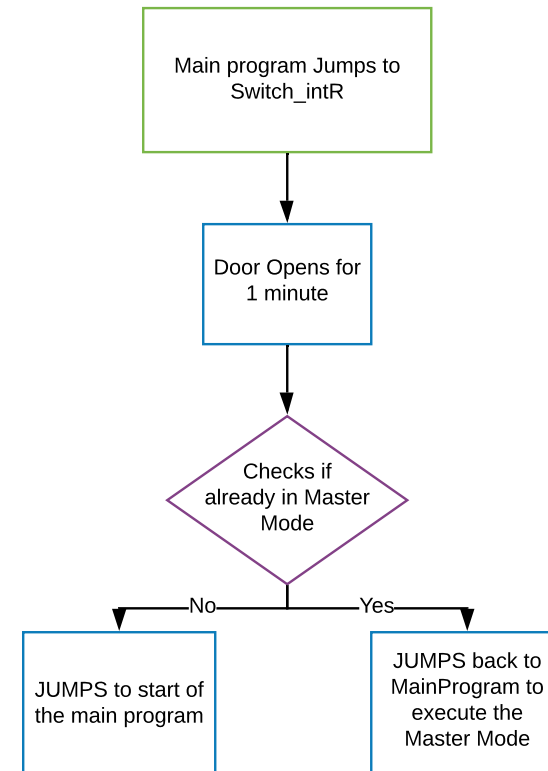 Main program Jumps to
Switch_intR
Door Opens for
1 minute
Checks if
already in Master
Mode
No
Yes
JUMPS to start of
the main program
JUMPS back to
MainProgram to
execute the
Master Mode